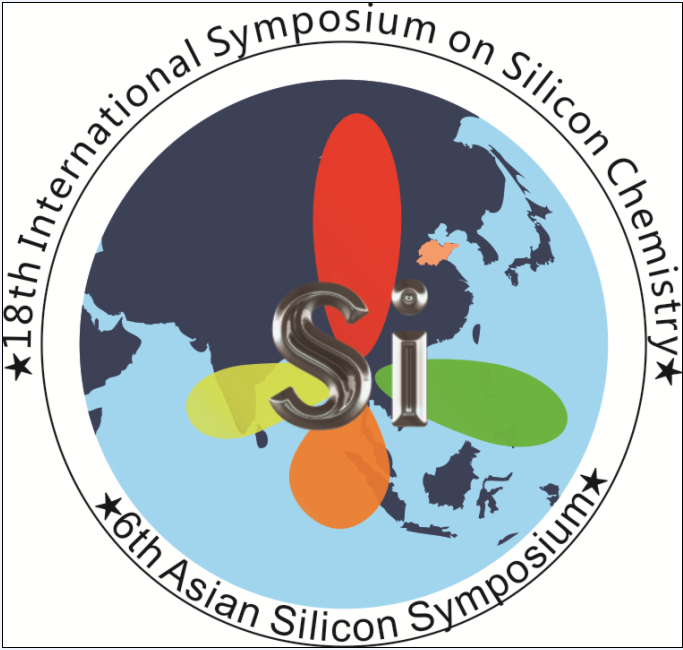 ★18th International Symposium on Silicon Chemistry★
Si
★6th Asian Silicon Symposium★